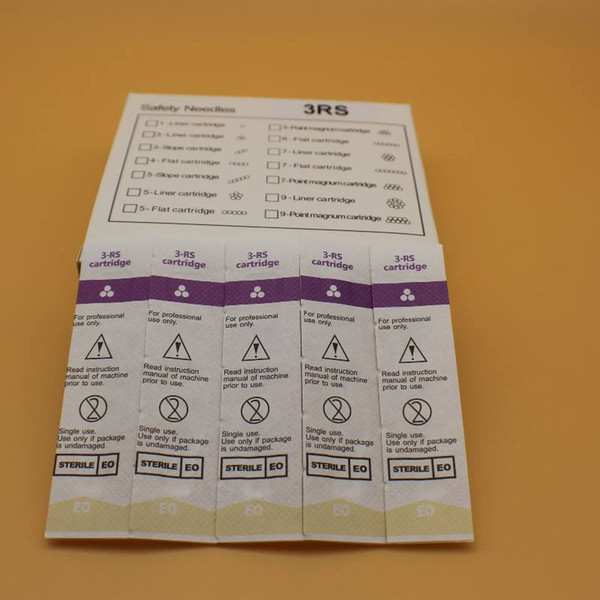 Safety Needles
3RS
1 - Liner cartridge
3 - Liner cartridge
3 - Slope cartridge
4 - Flat cartridge
5 - Slope cartridge
5 - Liner cartridge
5 - Flat cartridge
5-Point magnum cartridge
6 - Flat cartridge
7 - Liner cartridge
7 - Flat cartridge
7-Point magnum cartridge
9 - Liner cartridge
9-Point magnum cartridge
3-RS
cartridge
For professional
use only.
Read instruction
manual of machine
prior to use.
2
Single use.
Use only if package
is undamaged.
STERILE EO
EO
3-RS
cartridge
For professional
use only.
Read instruction
manual of machine
prior to use.
2
Single use.
Use only if package
is undamaged.
STERILE EO
EO
3-RS
cartridge
For professional
use only.
Read instruction
manual of machine
prior to use.
2
Single use.
Use only if package
is undamaged.
STERILE EO
EO
3-RS
cartridge
For professional
use only.
Read instruction
manual of machine
prior to use.
2
Single use.
Use only if package
is undamaged.
STERILE EO
EO
3-RS
cartridge
For professional
use only.
Read instruction
manual of machine
prior to use.
2
Single use.
Use only if package
is undamaged.
STERILE EO
EO